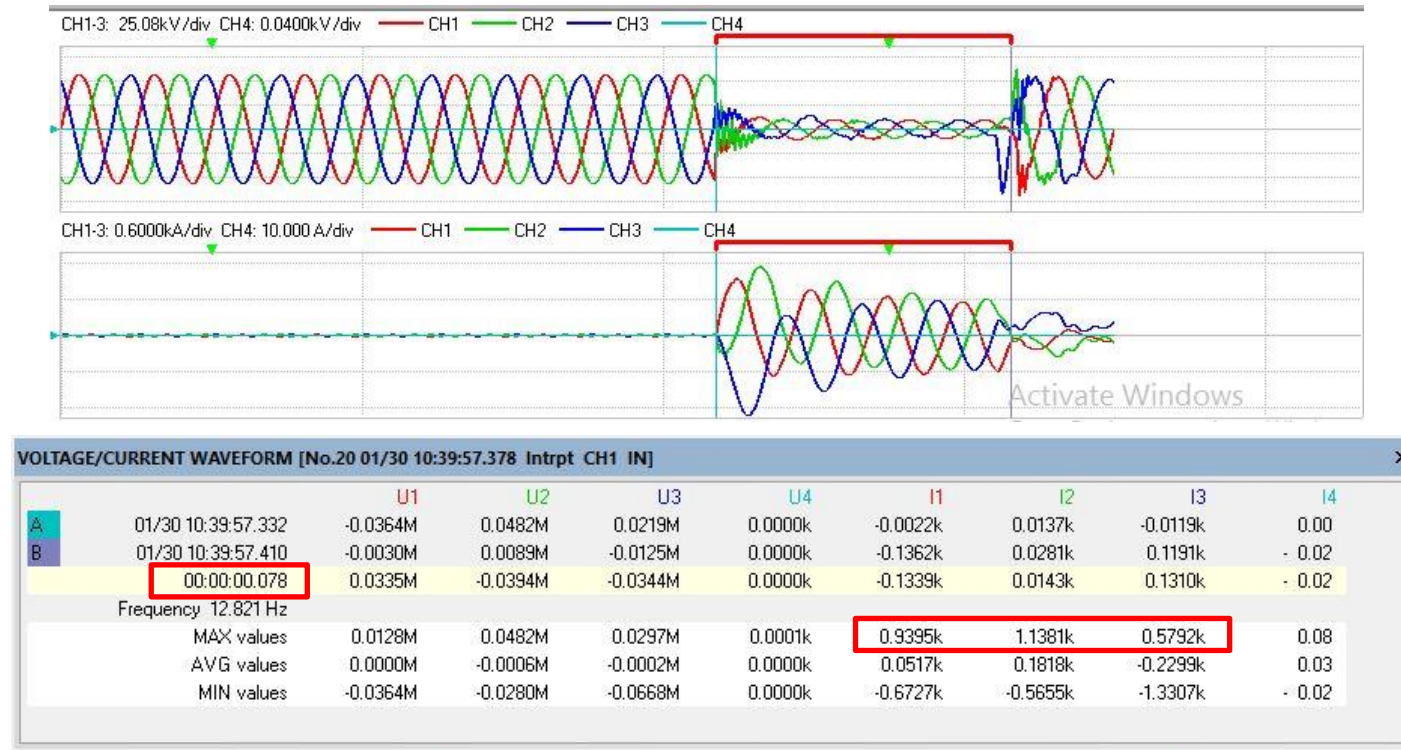 CH1-3: 25.08kV/div CH4: 0.0400kV/div CH1 CH2 CH3 CH4
CH1-3: 0.6000kA/div CH4: 10.000 A/div CH1 CH2 CH3 CH4
Activate Windows
VOLTAGE/CURRENT WAVEFORM [No.20 01/30 10:39:57.378 Intrpt CH1 IN]
U1 U2 U3 U4 I1 I2 I3 I4
A 01/30 10:39:57.332 -0.0364M 0.0482M 0.0219M 0.0000k -0.0022k 0.0137k -0.0119k 0.00
B 01/30 10:39:57.410 -0.0030M 0.0089M -0.0125M 0.0000k -0.1362k 0.0281k 0.1191k - 0.02
00:00:00.078 0.0335M -0.0394M -0.0344M 0.0000k -0.1339k 0.0143k 0.1310k - 0.02
Frequency 12.821 Hz
MAX values 0.0128M 0.0482M 0.0297M 0.0001k 0.9395k 1.1381k 0.5792k 0.08
AVG values 0.0000M -0.0006M -0.0002M 0.0000k 0.0517k 0.1818k -0.2299k 0.03
MIN values -0.0364M -0.0280M -0.0668M 0.0000k -0.6727k -0.5655k -1.3307k - 0.02